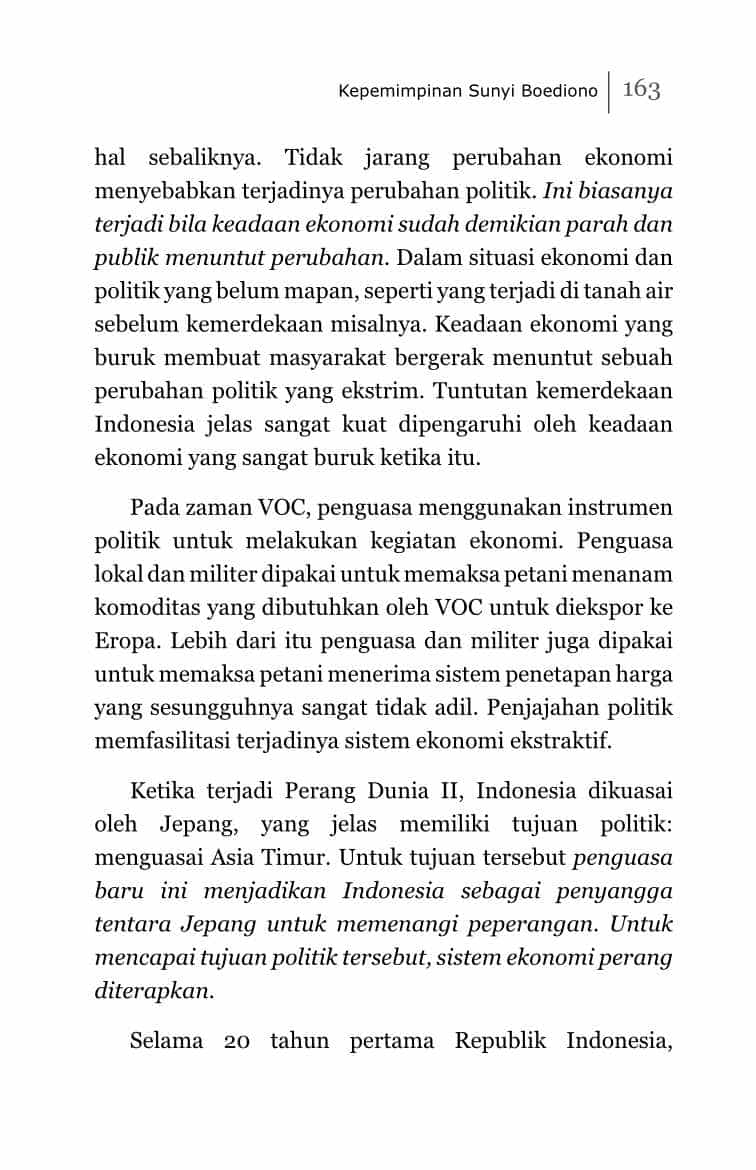 Kepemimpinan Sunyi Boediono 163
hal sebaliknya. Tidak jarang perubahan ekonomi
menyebabkan terjadinya perubahan politik. Ini biasanya
terjadi bila keadaan ekonomi sudah demikian parah dan
publik menuntut perubahan. Dalam situasi ekonomi dan
politik yang belum mapan, seperti yang terjadi di tanah air
sebelum kemerdekaan misalnya. Keadaan ekonomi yang
buruk membuat masyarakat bergerak menuntut sebuah
perubahan politik yang ekstrim. Tuntutan kemerdekaan
Indonesia jelas sangat kuat dipengaruhi oleh keadaan
ekonomi yang sangat buruk ketika itu.
Pada zaman VOC, penguasa menggunakan instrumen
politik untuk melakukan kegiatan ekonomi. Penguasa
lokal dan militer dipakai untuk memaksa petani menanam
komoditas yang dibutuhkan oleh VOC untuk diekspor ke
Eropa. Lebih dari itu penguasa dan militer juga dipakai
untuk memaksa petani menerima sistem penetapan harga
yang sesungguhnya sangat tidak adil. Penjajahan politik
memfasilitasi terjadinya sistem ekonomi ekstraktif.
Ketika terjadi Perang Dunia II, Indonesia dikuasai
oleh Jepang, yang jelas memiliki tujuan politik:
menguasai Asia Timur. Untuk tujuan tersebut penguasa
baru ini menjadikan Indonesia sebagai penyangga
tentara Jepang untuk memenangi peperangan. Untuk
mencapai tujuan politik tersebut, sistem ekonomi perang
diterapkan.
Selama 20 tahun pertama Republik Indonesia,